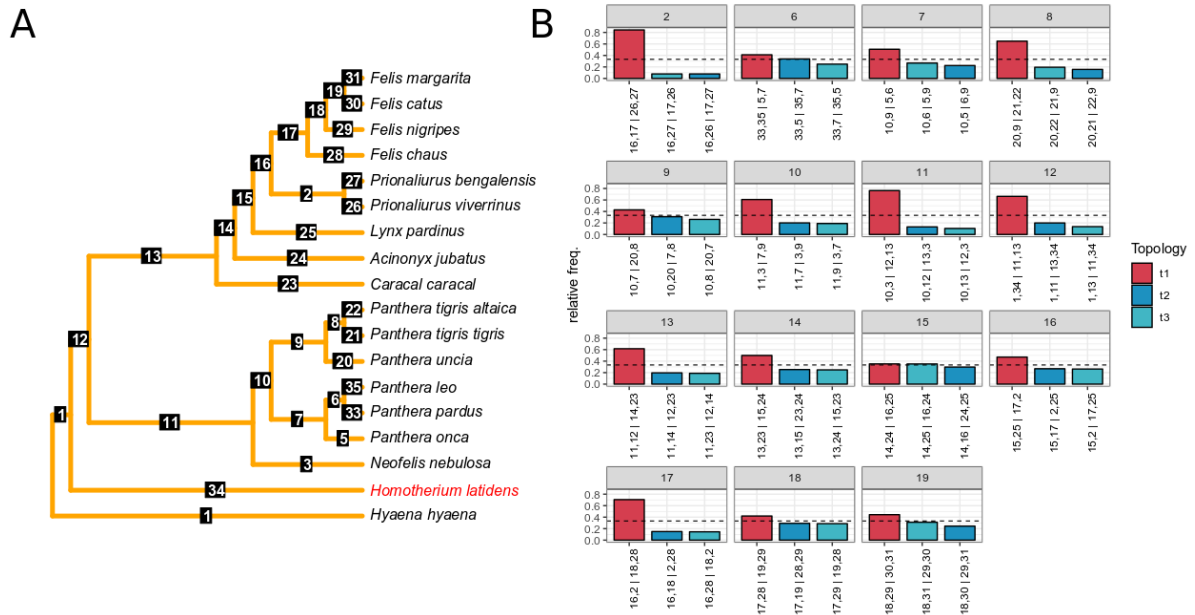 A
B
31
Felis margarita
19
30
Felis catus
18
29
Felis nigripes
17
28
Felis chaus
16
27
Prionaliurus bengalensis
2
26
Prionaliurus viverrinus
15
25
Lynx pardinus
14
24
Acinonyx jubatus
13
23
Caracal caracal
22
Panthera tigris altaica
8
21
Panthera tigris tigris
12
9
20
Panthera uncia
10
35
Panthera leo
6
33
Panthera pardus
1
11
7
5
Panthera onca
3
Neofelis nebulosa
34
Homotherium latidens
1
Hyaena hyaena
relative freq.
2
6
7
8
0.8
0.6
0.4
0.2
0.0
16,17 | 26,27
16,27 | 17,26
16,26 | 17,27
33,35 | 5,7
33,5 | 35,7
33,7 | 35,5
10,9 | 5,6
10,6 | 5,9
10,5 | 6,9
20,9 | 21,22
20,22 | 21,9
20,21 | 22,9
9
10
11
12
0.8
0.6
0.4
0.2
0.0
10,7 | 20,8
10,20 | 7,8
10,8 | 20,7
11,3 | 7,9
11,7 | 3,9
11,9 | 3,7
10,3 | 12,13
10,12 | 13,3
10,13 | 12,3
1,34 | 11,13
1,11 | 13,34
1,13 | 11,34
13
14
15
16
0.8
0.6
0.4
0.2
0.0
11,12 | 14,23
11,14 | 12,23
11,23 | 12,14
13,23 | 15,24
13,15 | 23,24
13,24 | 15,23
14,24 | 16,25
14,25 | 16,24
14,16 | 24,25
15,25 | 17,2
15,17 | 2,25
15,2 | 17,25
17
18
19
0.8
0.6
0.4
0.2
0.0
16,2 | 18,28
16,18 | 2,28
16,28 | 18,2
17,28 | 19,29
17,19 | 28,29
17,29 | 19,28
18,29 | 30,31
18,31 | 29,30
18,30 | 29,31
Topology
t1
t2
t3